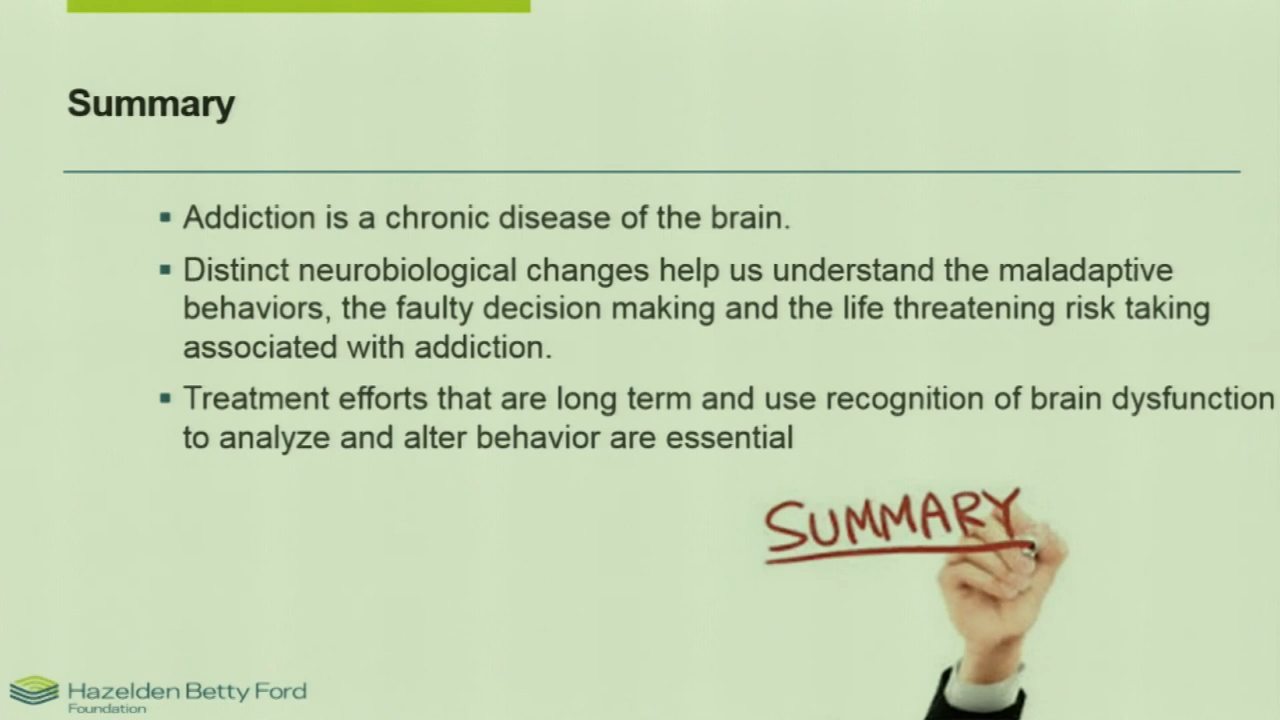 Summary
Addiction is a chronic disease of the brain.
Distinct neurobiological changes help us understand the maladaptive
behaviors, the faulty decision making and the life threatening risk taking
associated with addiction.
Treatment efforts that are long term and use recognition of brain dysfunction
to analyze and alter behavior are essential
SUMMARY
Hazelden Betty Ford
Foundation